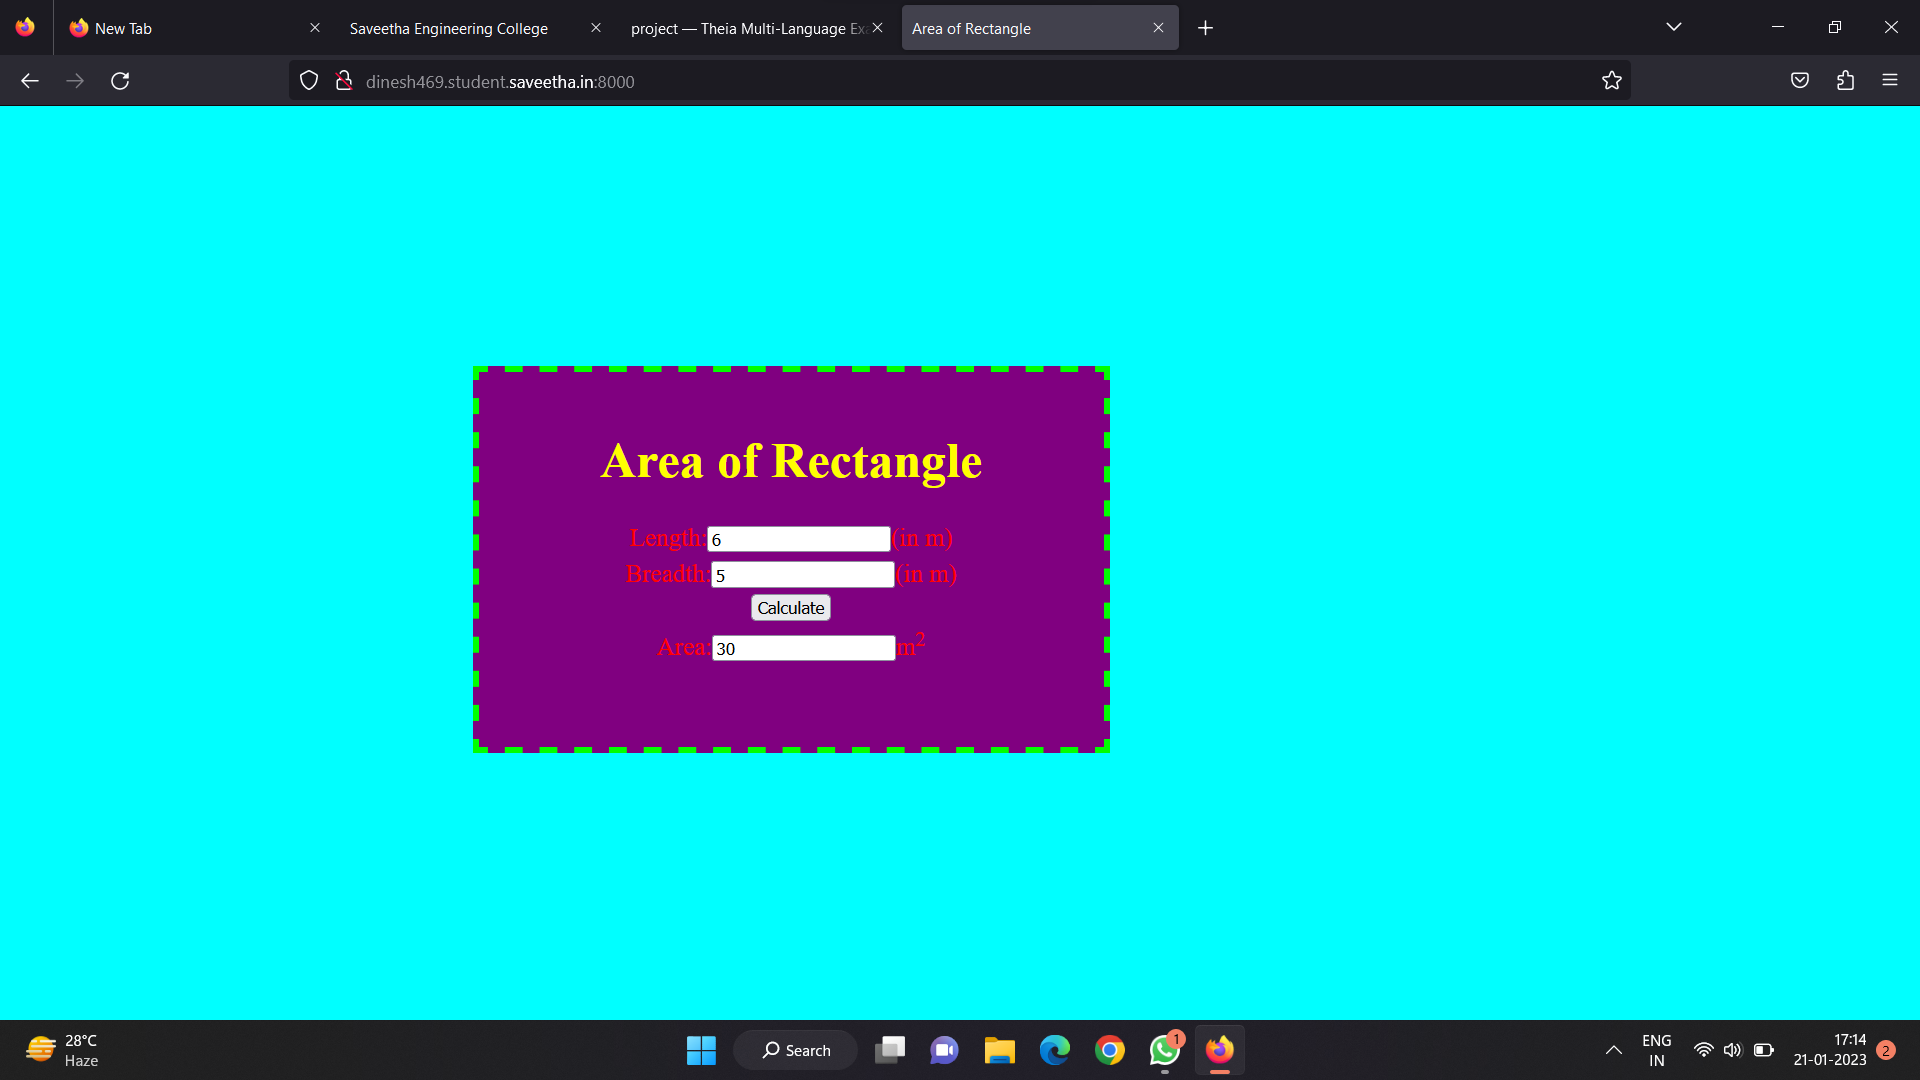 New Tab
Saveetha Engineering College
project — Theia Multi-Language Ex
Area of Rectangle
dinesh469.student.saveetha.in:8000
Area of Rectangle
Length:6(in m)
Breadth:5(in m)
Calculate
Area:30m²
28°C
Haze
Search
1
ENG
IN
17:14
21-01-2023
2